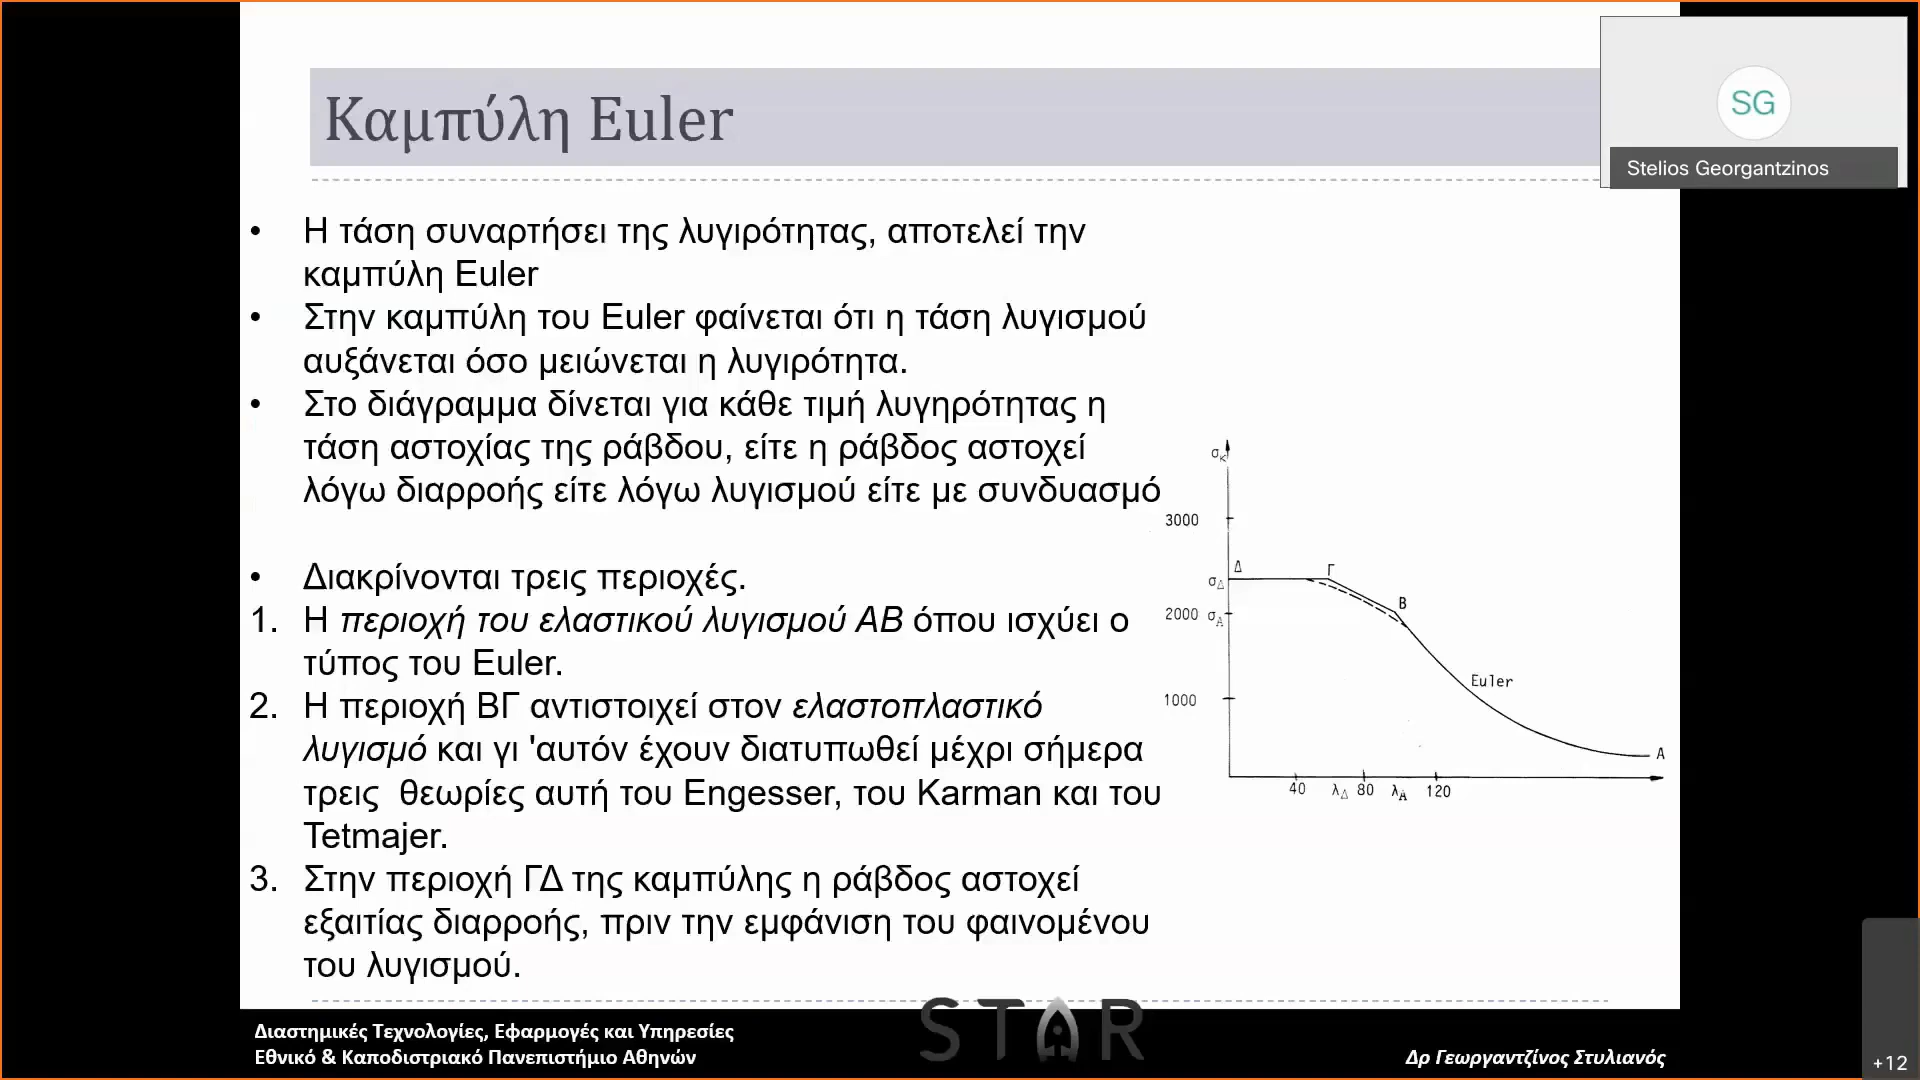 Καμπύλη Euler
SG
Stelios Georgantzinos
• Η τάση συναρτήσει της λυγιρότητας, αποτελεί την
καμπύλη Euler
• Στην καμπύλη του Euler φαίνεται ότι η τάση λυγισμού
αυξάνεται όσο μειώνεται η λυγιρότητα.
• Στο διάγραμμα δίνεται για κάθε τιμή λυγηρότητας η
τάση αστοχίας της ράβδου, είτε η ράβδος αστοχεί
λόγω διαρροής είτε λόγω λυγισμού είτε με συνδυασμό
• Διακρίνονται τρεις περιοχές.
1. Η περιοχή του ελαστικού λυγισμού ΑΒ όπου ισχύει ο
τύπος του Euler.
2. Η περιοχή ΒΓ αντιστοιχεί στον ελαστοπλαστικό
λυγισμό και γι 'αυτόν έχουν διατυπωθεί μέχρι σήμερα
τρεις θεωρίες αυτή του Engesser, του Karman και του
Tetmajer.
3. Στην περιοχή ΓΔ της καμπύλης η ράβδος αστοχεί
εξαιτίας διαρροής, πριν την εμφάνιση του φαινομένου
του λυγισμού.
σκ
3000
Δ Γ
σΔ
Β
2000 σΑ
Euler
1000
Α
40 λΔ 80 λΑ 120
STAR
Διαστημικές Τεχνολογίες, Εφαρμογές και Υπηρεσίες
Εθνικό & Καποδιστριακό Πανεπιστήμιο Αθηνών
Δρ Γεωργαντζίνος Στυλιανός
+12